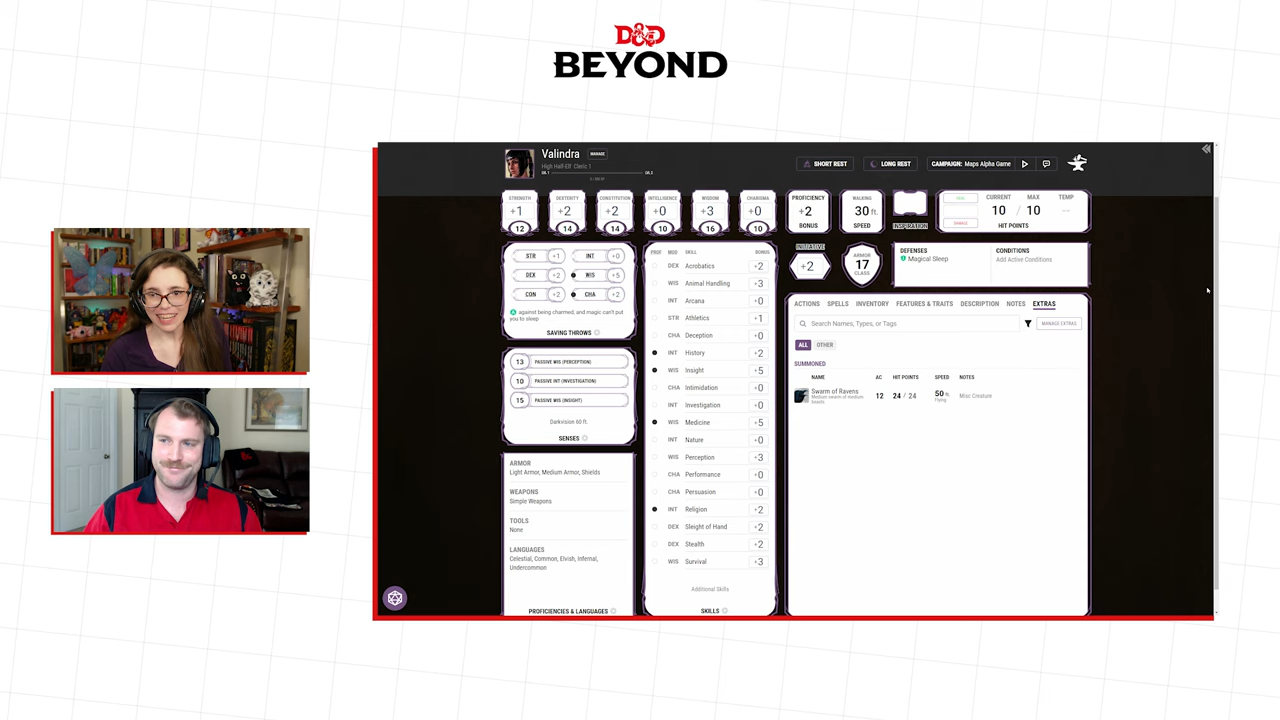 D&D
BEYOND
Valindra MANAGE
High Half-Elf Cleric 1
LVL 1 LVL 2
SHORT REST LONG REST CAMPAIGN: Maps Alpha Game
STRENGTH DEXTERITY CONSTITUTION INTELLIGENCE WISDOM CHARISMA
+1 +2 +2 +0 +3 +0
12 14 14 10 16 10
PROFICIENCY
+2
BONUS
WALKING
30 ft.
SPEED
INSPIRATION
HEAL
DAMAGE
CURRENT MAX TEMP
10 / 10 --
HIT POINTS
STR +1 INT +0
DEX +2 WIS +5
CON +2 CHA +2
against being charmed, and magic can't put
you to sleep
SAVING THROWS
13 PASSIVE WIS (PERCEPTION)
10 PASSIVE INT (INVESTIGATION)
15 PASSIVE WIS (INSIGHT)
Darkvision 60 ft.
SENSES
ARMOR
Light Armor, Medium Armor, Shields
WEAPONS
Simple Weapons
TOOLS
None
LANGUAGES
Celestial, Common, Elvish, Infernal,
Undercommon
PROFICIENCIES & LANGUAGES
PROF MOD SKILL BONUS
DEX Acrobatics +2
WIS Animal Handling +3
INT Arcana +0
STR Athletics +1
CHA Deception +0
INT History +2
WIS Insight +5
CHA Intimidation +0
INT Investigation +0
WIS Medicine +5
INT Nature +0
WIS Perception +3
CHA Performance +0
CHA Persuasion +0
INT Religion +2
DEX Sleight of Hand +2
DEX Stealth +2
WIS Survival +3
Additional Skills
SKILLS
INITIATIVE
+2
ARMOR
17
CLASS
DEFENSES
Magical Sleep
CONDITIONS
Add Active Conditions
ACTIONS SPELLS INVENTORY FEATURES & TRAITS DESCRIPTION NOTES EXTRAS
Search Names, Types, or Tags MANAGE EXTRAS
ALL OTHER
SUMMONED
NAME AC HIT POINTS SPEED NOTES
Swarm of Ravens 12 24 / 24 50 ft. Misc Creature
Medium swarm of medium
beasts
Flying